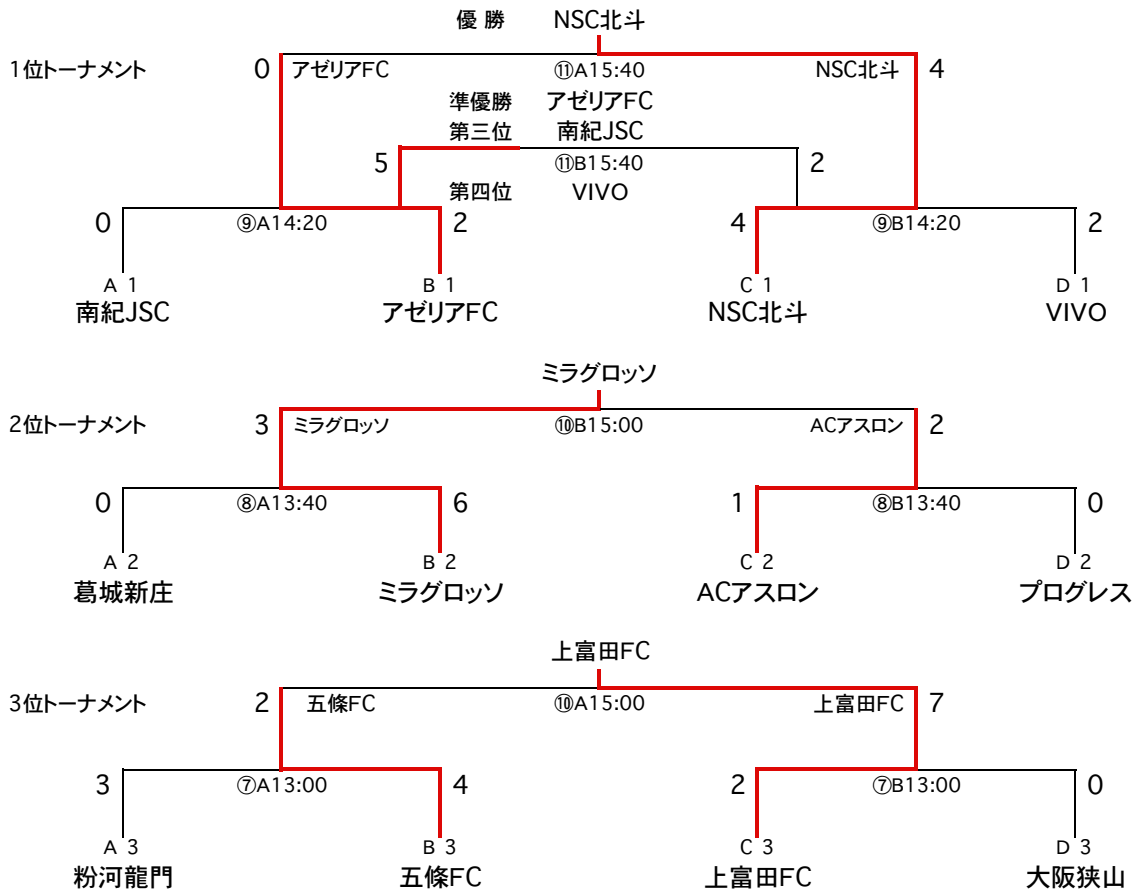 優 勝 NSC北斗
1位トーナメント 0 アゼリアFC ⑪A15:40 NSC北斗 4
準優勝 アゼリアFC
第三位 南紀JSC
5 ⑪B15:40 2
第四位 VIVO
0 ⑨A14:20 2 4 ⑨B14:20 2
A 1 B 1 C 1 D 1
南紀JSC アゼリアFC NSC北斗 VIVO
ミラグロッソ
2位トーナメント 3 ミラグロッソ ⑩B15:00 ACアスロン 2
0 ⑧A13:40 6 1 ⑧B13:40 0
A 2 B 2 C 2 D 2
葛城新庄 ミラグロッソ ACアスロン プログレス
上富田FC
3位トーナメント 2 五條FC ⑩A15:00 上富田FC 7
3 ⑦A13:00 4 2 ⑦B13:00 0
A 3 B 3 C 3 D 3
粉河龍門 五條FC 上富田FC 大阪狭山